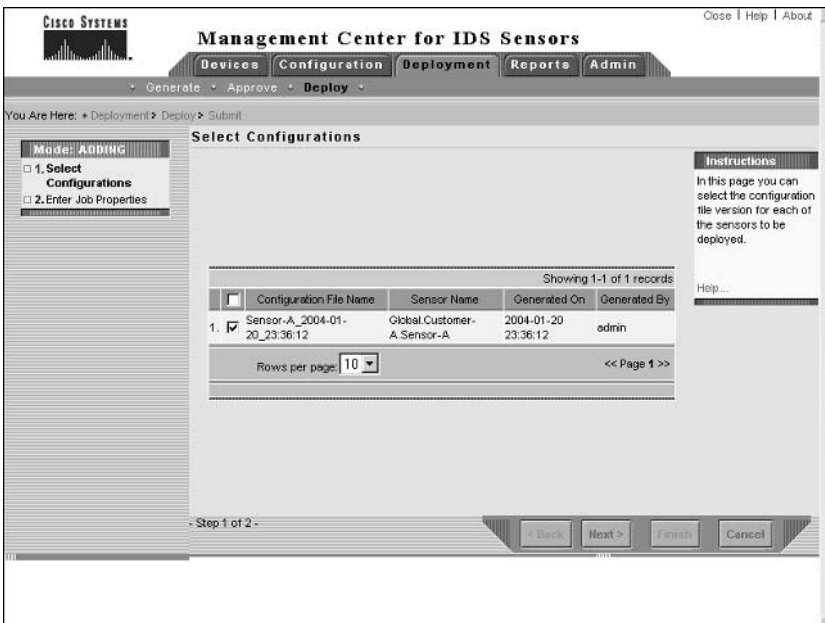 Close | Help | About
CISCO SYSTEMS
Management Center for IDS Sensors
Devices Configuration Deployment Reports Admin
• Generate • Approve • Deploy •
You Are Here: • Deployment > Deploy > Submit
Mode: ADDING
1. Select
Configurations
2. Enter Job Properties
Select Configurations
Showing 1-1 of 1 records
Configuration File Name Sensor Name Generated On Generated By
1. Sensor-A_2004-01- Global.Customer- 2004-01-20 admin
20_23:36:12 A.Sensor-A 23:36:12
Rows per page: 10 << Page 1 >>
- Step 1 of 2 -
< Back Next > Finish Cancel
Instructions
In this page you can
select the configuration
file version for each of
the sensors to be
deployed.
Help...